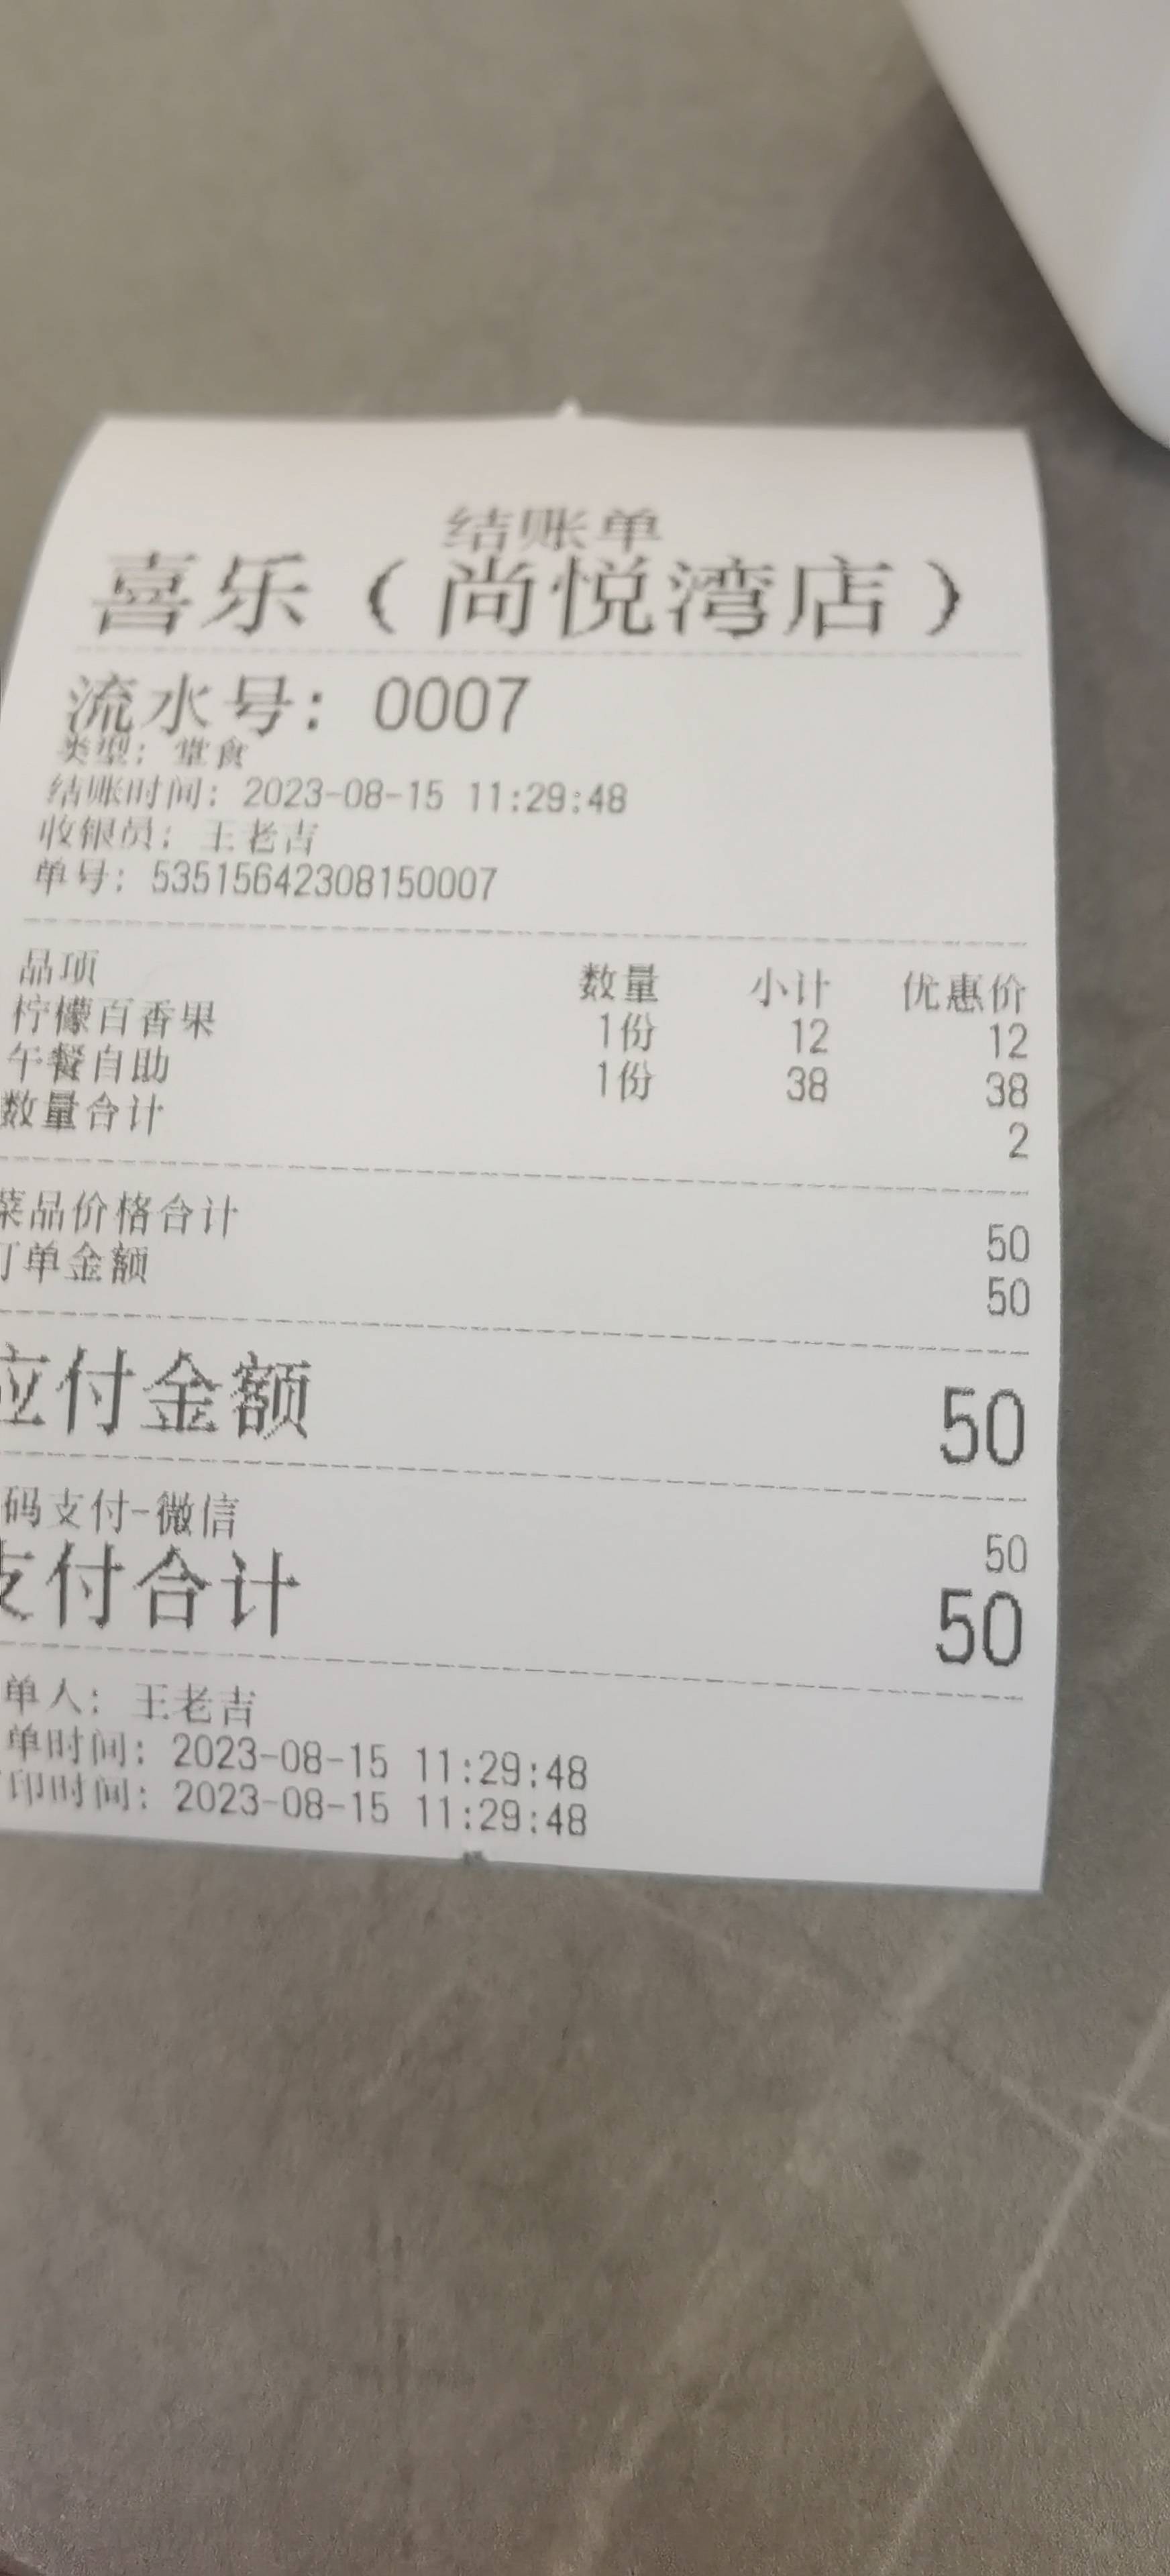 结账单
喜乐（尚悦湾店）
流水号: 0007
类型: 堂食
结账时间: 2023-08-15 11:29:48
收银员: 王老吉
单号: 53515642308150007
品项 数量 小计 优惠价
柠檬百香果 1份 12 12
午餐自助 1份 38 38
数量合计 2
菜品价格合计 50
订单金额 50
应付金额 50
码支付-微信 50
支付合计 50
单人: 王老吉
单时间: 2023-08-15 11:29:48
印时间: 2023-08-15 11:29:48